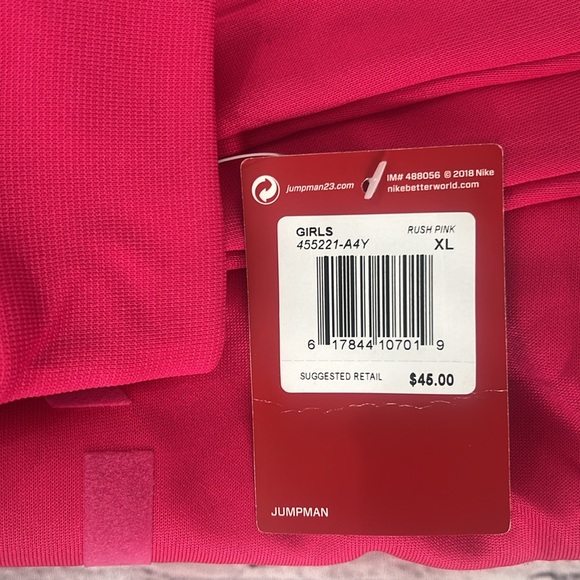 jumpman23.com
IM# 488056 © 2018 Nike
nikebetterworld.com
GIRLS RUSH PINK
455221-A4Y XL
6 17844 10701 9
SUGGESTED RETAIL $45.00
JUMPMAN